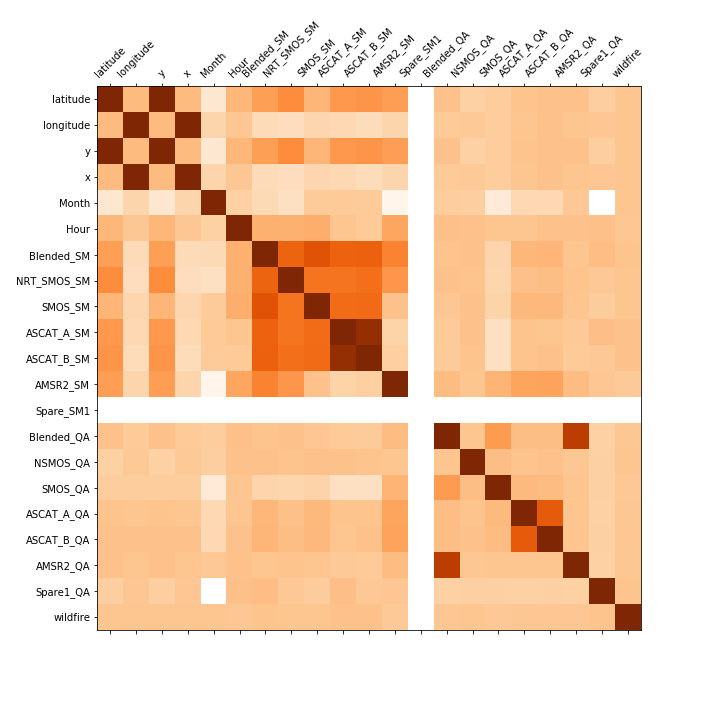 latitude
longitude
y
x
Month
Hour
Blended_SM
NRT_SMOS_SM
SMOS_SM
ASCAT_A_SM
ASCAT_B_SM
AMSR2_SM
Spare_SM1
Blended_QA
NSMOS_QA
SMOS_QA
ASCAT_A_QA
ASCAT_B_QA
AMSR2_QA
Spare1_QA
wildfire
latitude
longitude
y
x
Month
Hour
Blended_SM
NRT_SMOS_SM
SMOS_SM
ASCAT_A_SM
ASCAT_B_SM
AMSR2_SM
Spare_SM1
Blended_QA
NSMOS_QA
SMOS_QA
ASCAT_A_QA
ASCAT_B_QA
AMSR2_QA
Spare1_QA
wildfire